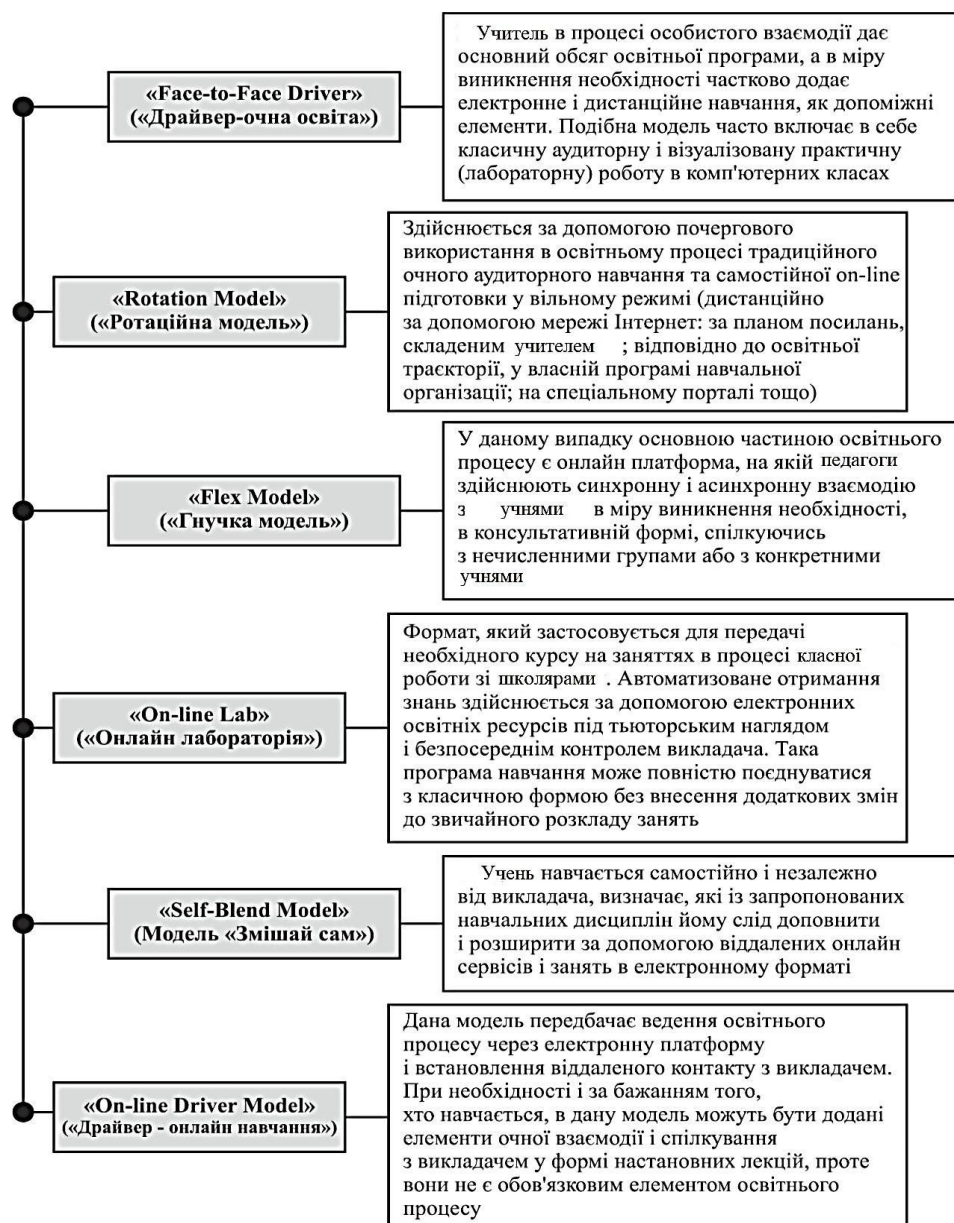 Учитель в процесі особистого взаємодії дає
основний обсяг освітньої програми, а в міру
виникнення необхідності частково додає
електронне і дистанційне навчання, як допоміжні
елементи. Подібна модель часто включає в себе
класичну аудиторну і візуалізовану практичну
(лабораторну) роботу в комп'ютерних класах
«Face-to-Face Driver»
(«Драйвер-очна освіта»)
Здійснюється за допомогою почергового
використання в освітньому процесі традиційного
очного аудиторного навчання та самостійної on-line
підготовки у вільному режимі (дистанційно
за допомогою мережі Інтернет: за планом посилань,
складеним учителем ; відповідно до освітньої
траєкторії, у власній програмі навчальної
організації; на спеціальному порталі тощо)
«Rotation Model»
(«Ротаційна модель»)
У даному випадку основною частиною освітнього
процесу є онлайн платформа, на якій педагоги
здійснюють синхронну і асинхронну взаємодію
з учнями в міру виникнення необхідності,
в консультативній формі, спілкуючись
з нечисленними групами або з конкретними
учнями
«Flex Model»
(«Гнучка модель»)
Формат, який застосовується для передачі
необхідного курсу на заняттях в процесі класної
роботи зі школярами . Автоматизоване отримання
знань здійснюється за допомогою електронних
освітніх ресурсів під тьюторським наглядом
і безпосереднім контролем викладача. Така
програма навчання може повністю поєднуватися
з класичною формою без внесення додаткових змін
до звичайного розкладу занять
«On-line Lab»
(«Онлайн лабораторія»)
Учень навчається самостійно і незалежно
від викладача, визначає, які із запропонованих
навчальних дисциплін йому слід доповнити
і розширити за допомогою віддалених онлайн
сервісів і занять в електронному форматі
«Self-Blend Model»
(Модель «Змішай сам»)
Дана модель передбачає ведення освітнього
процесу через електронну платформу
і встановлення віддаленого контакту з викладачем.
При необхідності і за бажанням того,
хто навчається, в дану модель можуть бути додані
елементи очної взаємодії і спілкування
з викладачем у формі настановних лекцій, проте
вони не є обов'язковим елементом освітнього
процесу
«On-line Driver Model»
(«Драйвер - онлайн навчання»)